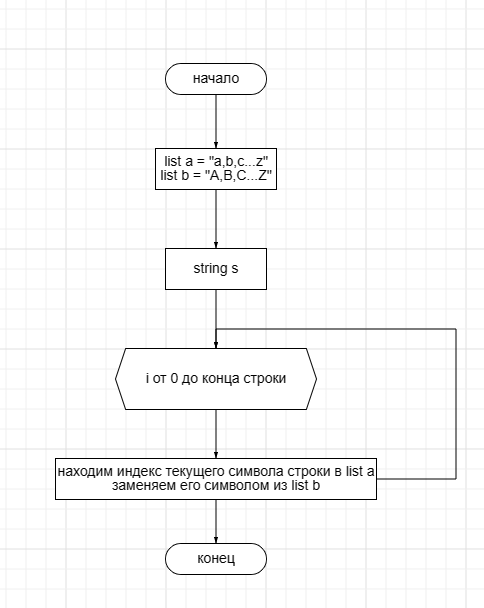 начало
list a = "a,b,c...z"
list b = "A,B,C...Z"
string s
i от 0 до конца строки
находим индекс текущего символа строки в list a
заменяем его символом из list b
конец